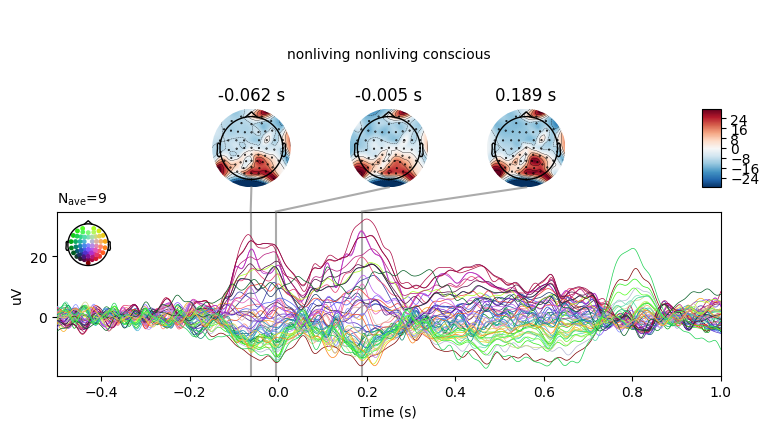 nonliving nonliving conscious
-0.062 s
-0.005 s
0.189 s
24
16
8
0
−8
−16
−24
Nave=9
20
0
uV
−0.4
−0.2
0.0
0.2
0.4
0.6
0.8
1.0
Time (s)